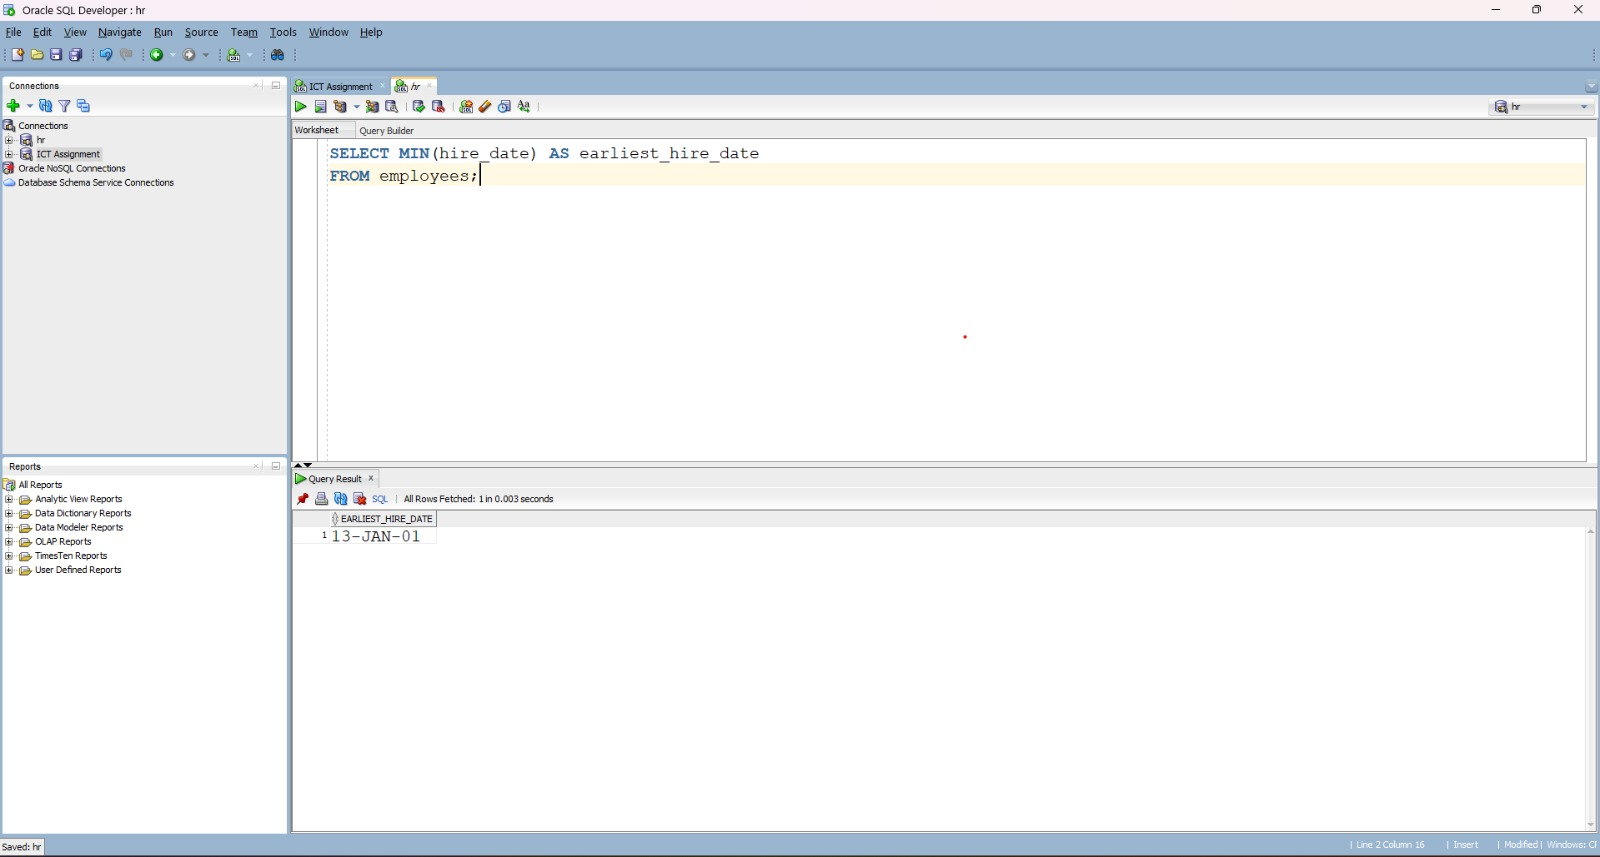 Oracle SQL Developer : hr
File Edit View Navigate Run Source Team Tools Window Help
Connections
Connections
hr
ICT Assignment
Oracle NoSQL Connections
Database Schema Service Connections
Reports
All Reports
Analytic View Reports
Data Dictionary Reports
Data Modeler Reports
OLAP Reports
TimesTen Reports
User Defined Reports
ICT Assignment hr
hr
Worksheet Query Builder
SELECT MIN(hire_date) AS earliest_hire_date
FROM employees;
Query Result
SQL | All Rows Fetched: 1 in 0.003 seconds
EARLIEST_HIRE_DATE
1 13-JAN-01
Saved: hr
| Line 2 Column 16 | Insert | Modified | Windows: Cl